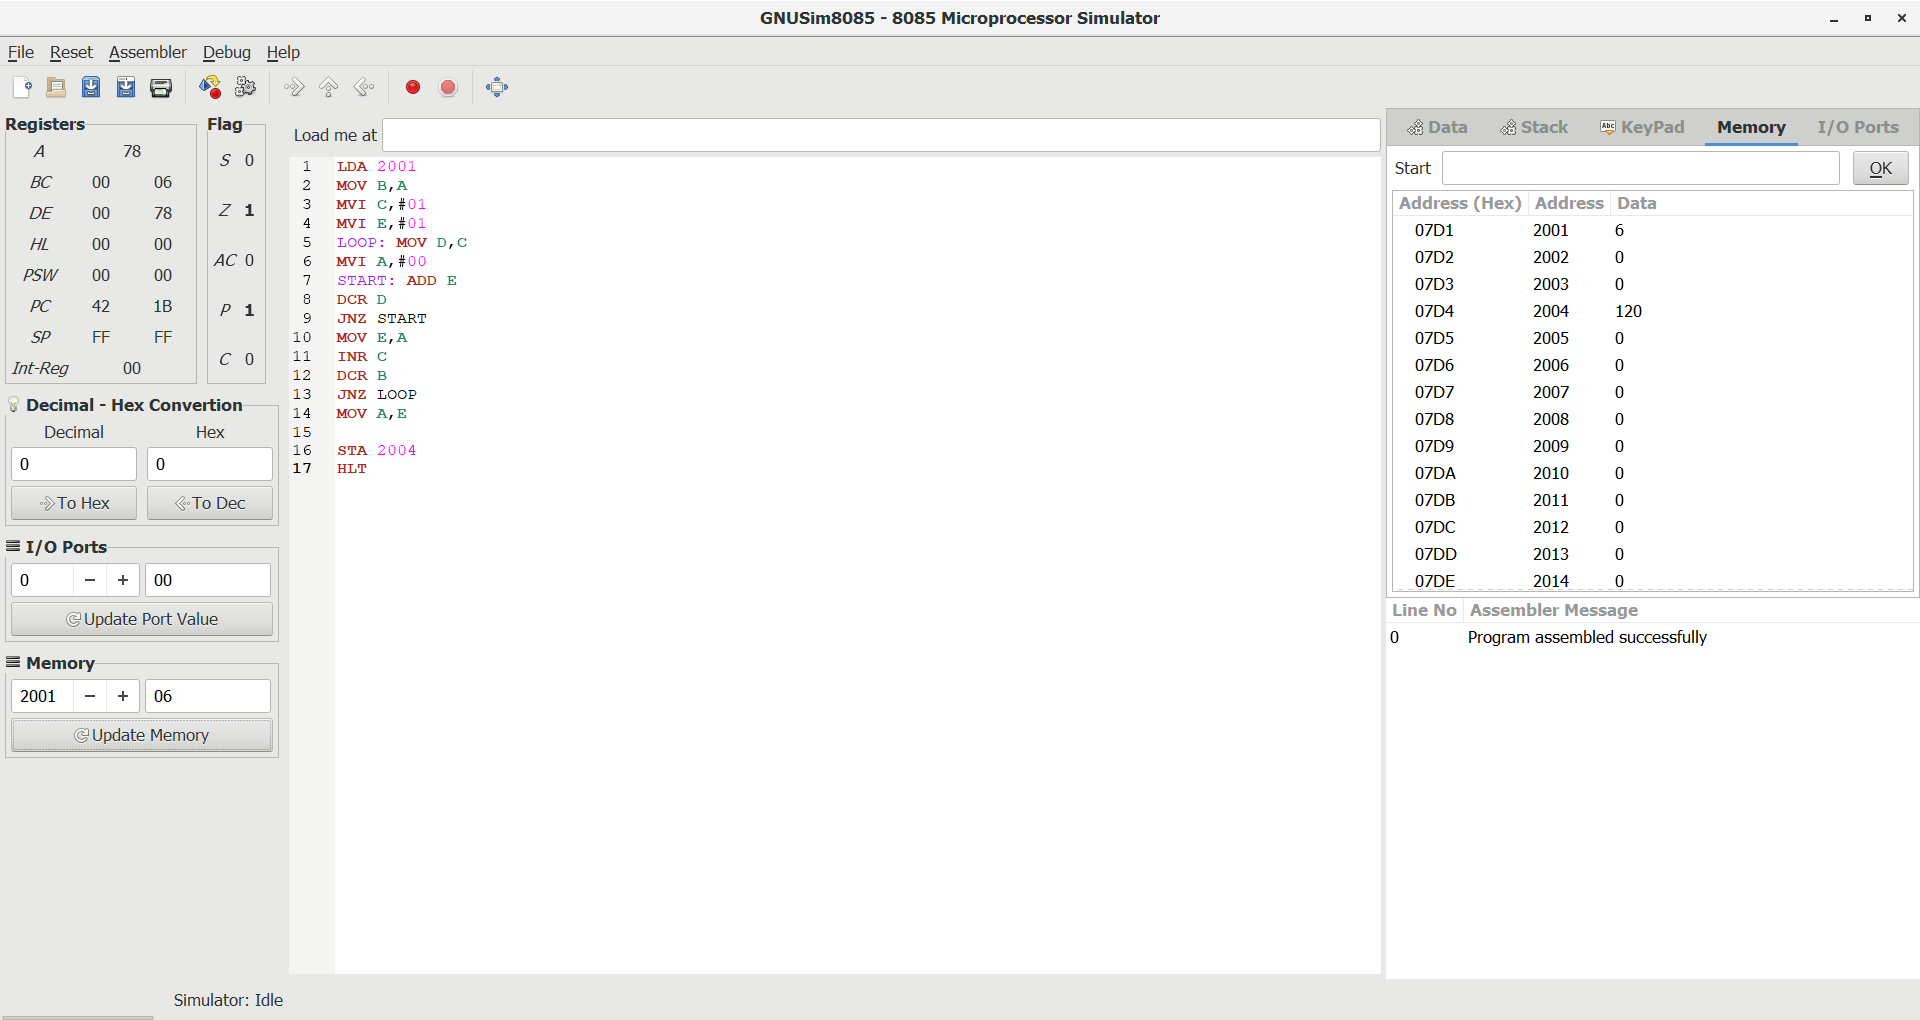 GNUSim8085 - 8085 Microprocessor Simulator
File Reset Assembler Debug Help
Registers
A 78
BC 00 06
DE 00 78
HL 00 00
PSW 00 00
PC 42 1B
SP FF FF
Int-Reg 00
Flag
S 0
Z 1
AC 0
P 1
C 0
Decimal - Hex Convertion
Decimal Hex
0 0
To Hex To Dec
I/O Ports
0 − + 00
Update Port Value
Memory
2001 − + 06
Update Memory
Load me at
1 LDA 2001
2 MOV B,A
3 MVI C,#01
4 MVI E,#01
5 LOOP: MOV D,C
6 MVI A,#00
7 START: ADD E
8 DCR D
9 JNZ START
10 MOV E,A
11 INR C
12 DCR B
13 JNZ LOOP
14 MOV A,E
15
16 STA 2004
17 HLT
Data Stack Abc KeyPad Memory I/O Ports
Start OK
Address (Hex) Address Data
07D1 2001 6
07D2 2002 0
07D3 2003 0
07D4 2004 120
07D5 2005 0
07D6 2006 0
07D7 2007 0
07D8 2008 0
07D9 2009 0
07DA 2010 0
07DB 2011 0
07DC 2012 0
07DD 2013 0
07DE 2014 0
Line No Assembler Message
0 Program assembled successfully
Simulator: Idle